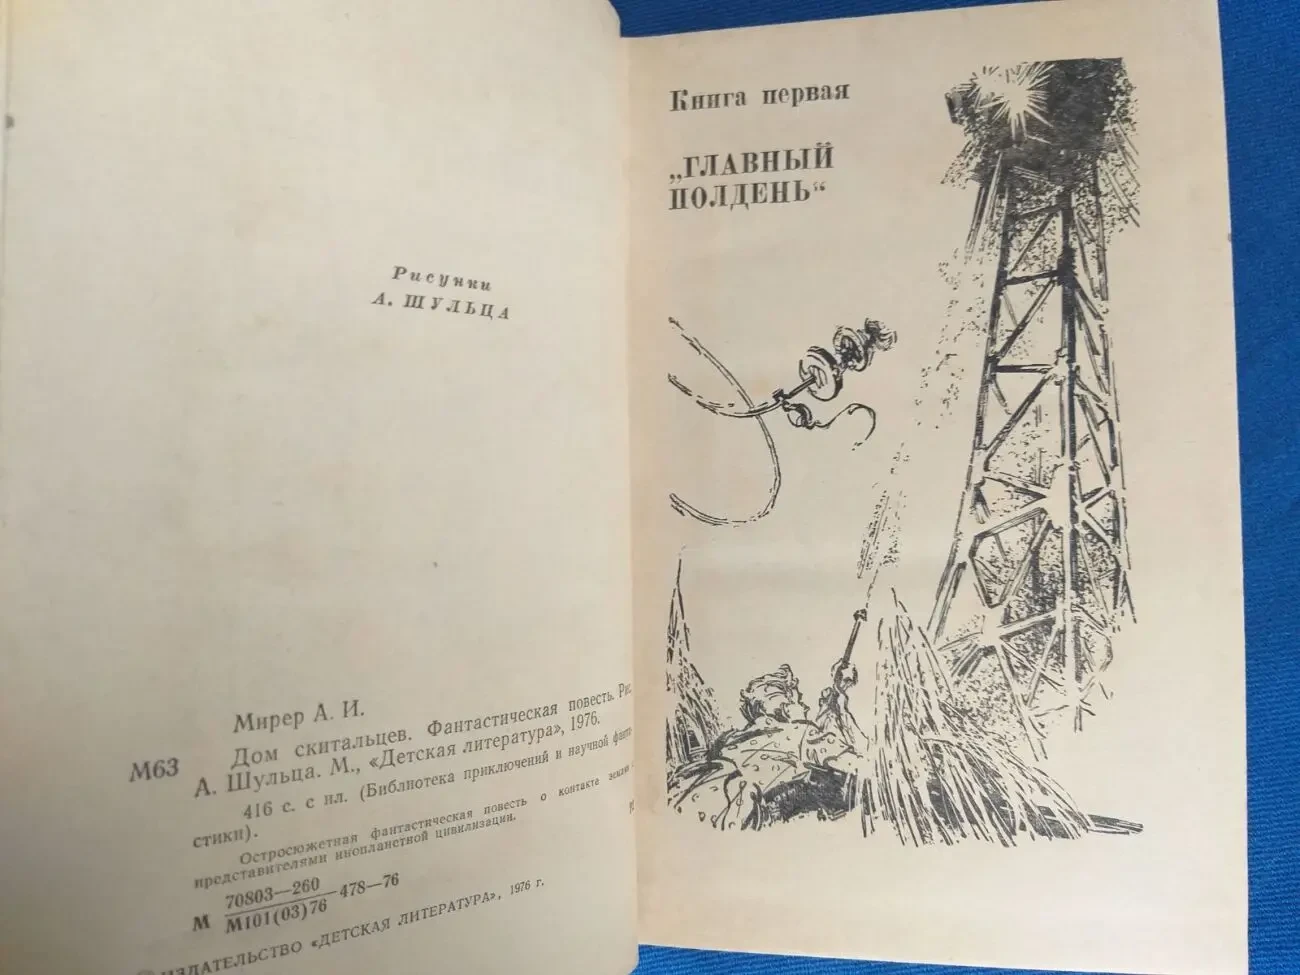 Рисунки
А. ШУЛЬЦА
Мирер А. И.
М63 Дом скитальцев. Фантастическая повесть. Рис.
А. Шульца. М., «Детская литература», 1976.
416 с. с ил. (Библиотека приключений и научной фанта-
стики).
Остросюжетная фантастическая повесть о контакте
представителями инопланетной цивилизации.
М 70803—260
М101(03)76 478—76
ИЗДАТЕЛЬСТВО «ДЕТСКАЯ ЛИТЕРАТУРА», 1976 г.
Книга первая
„ГЛАВНЫЙ
ПОЛДЕНЬ“